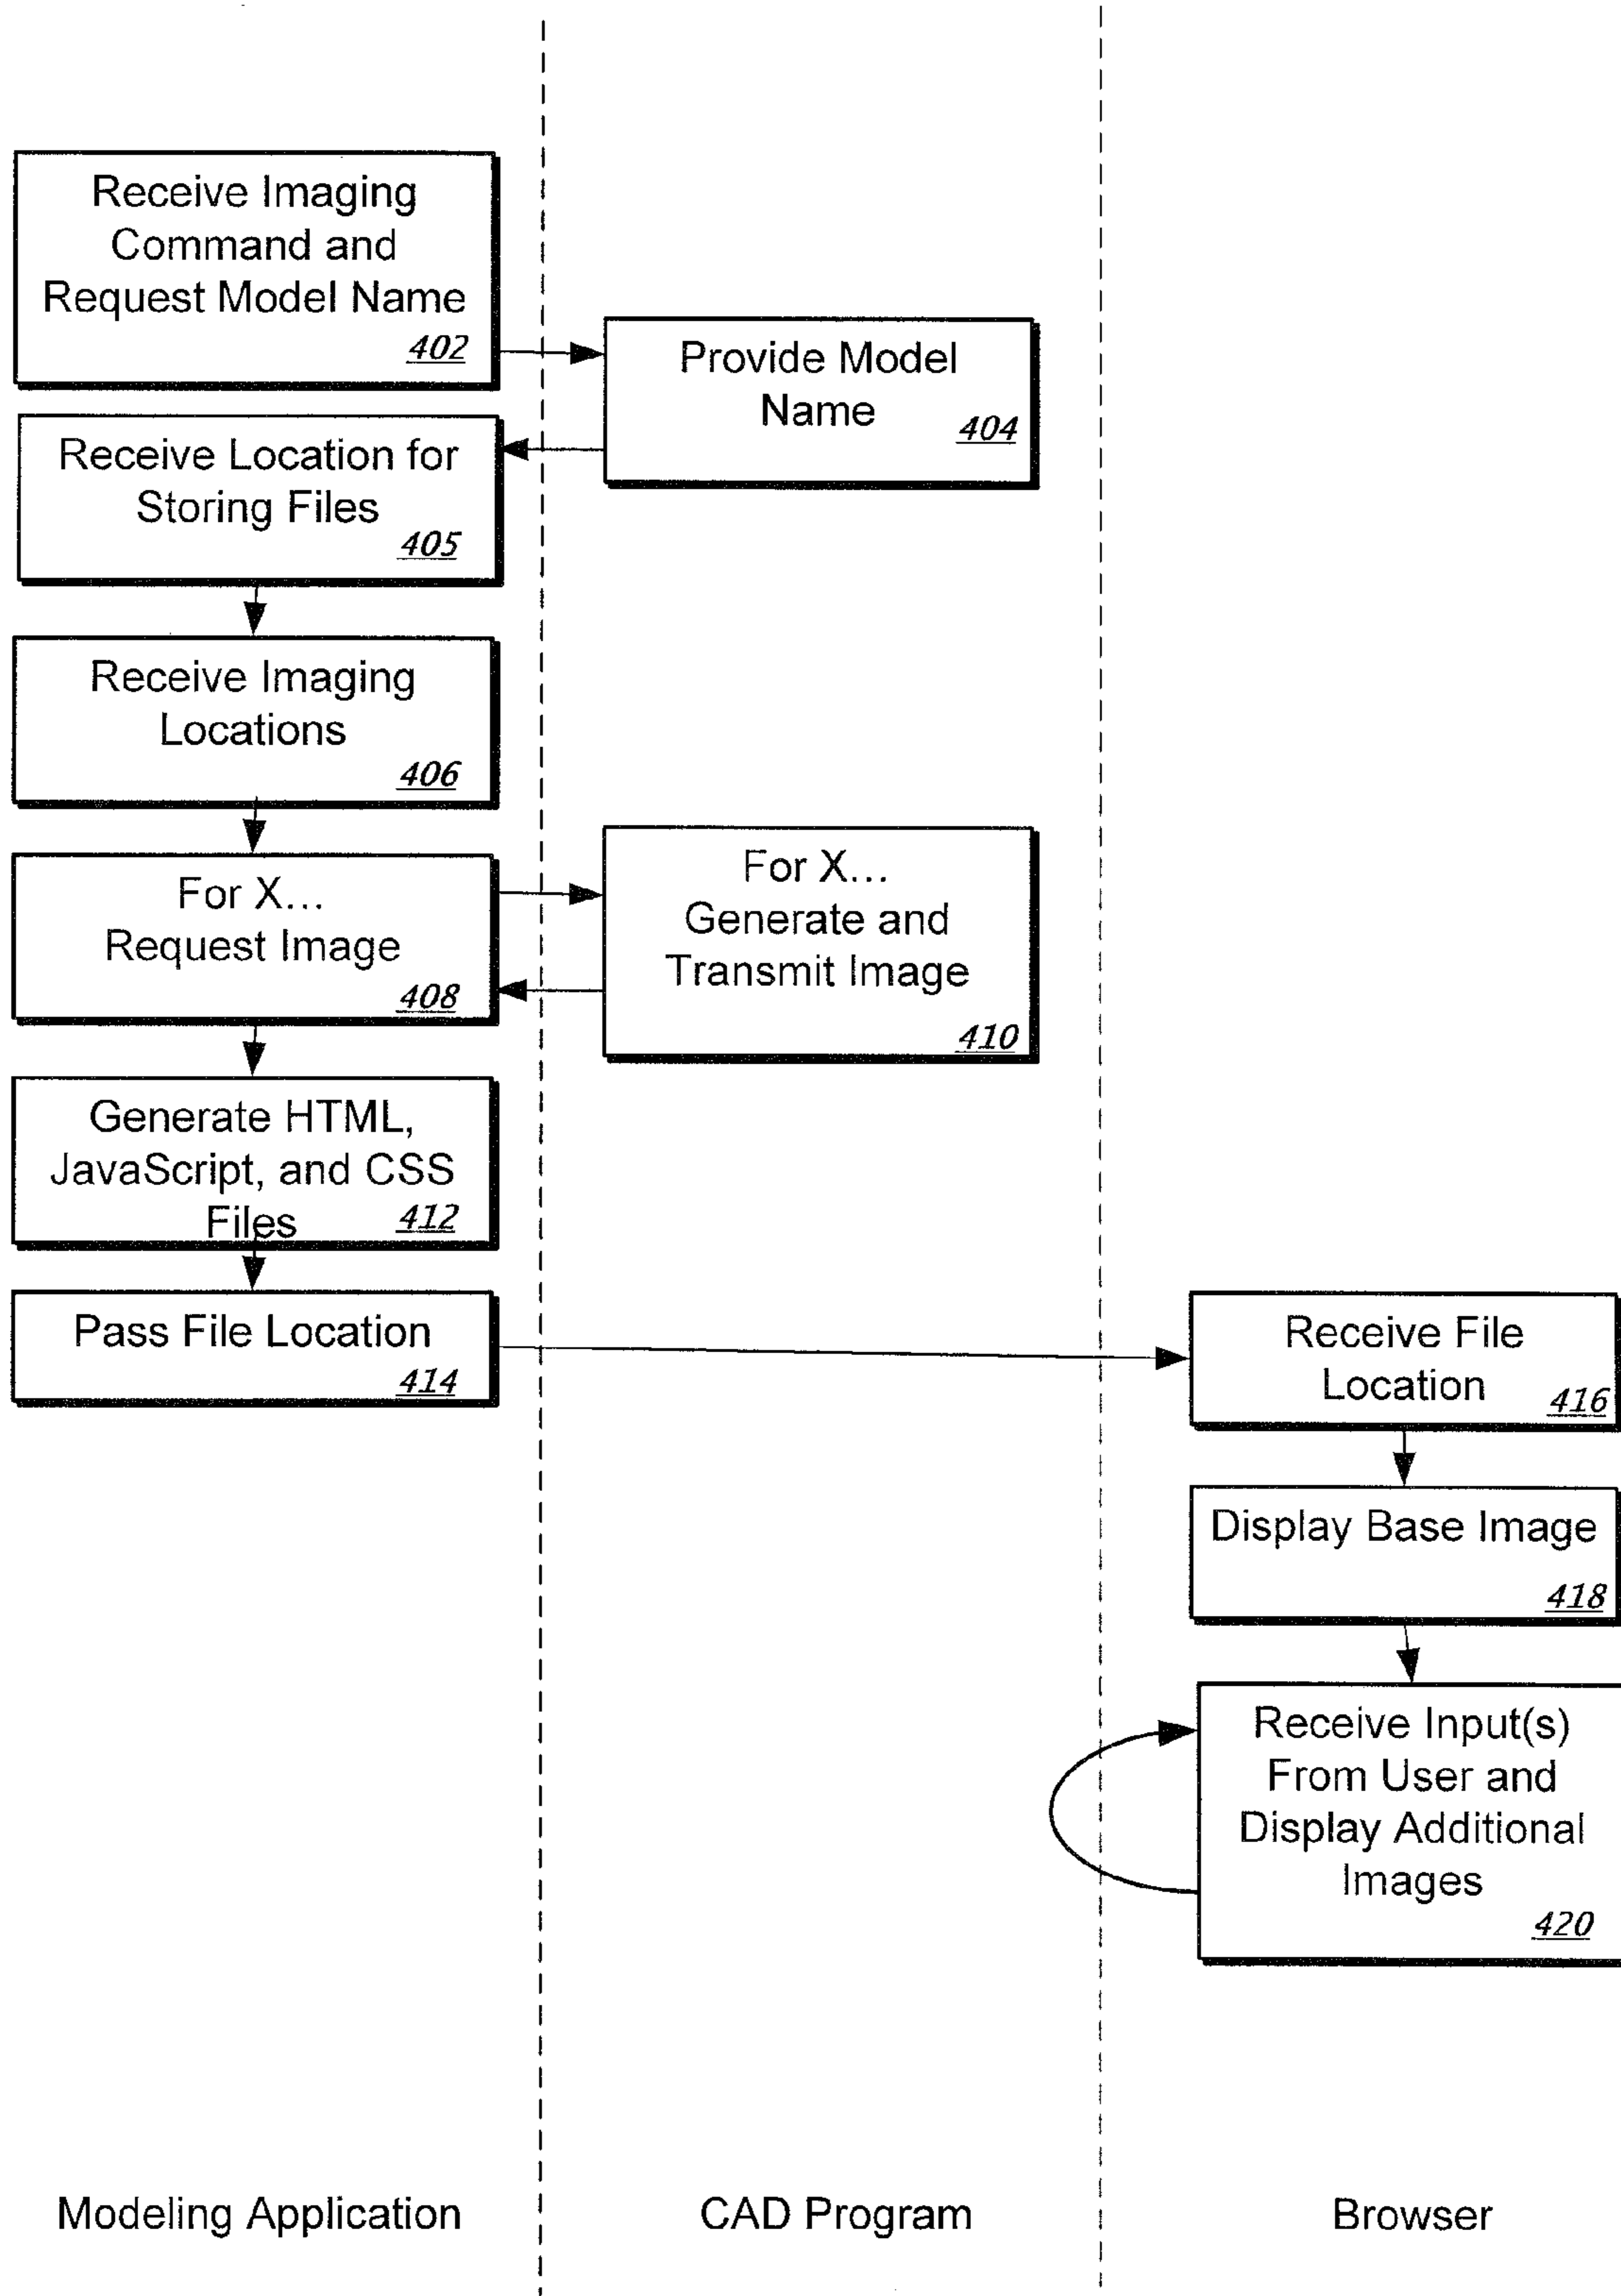 Receive Imaging
Command and
Request Model Name
402
Provide Model
Name
404
Receive Location for
Storing Files
405
Receive Imaging
Locations
406
For X...
Request Image
408
For X...
Generate and
Transmit Image
410
Generate HTML,
JavaScript, and CSS
Files 412
Pass File Location
414
Receive File
Location
416
Display Base Image
418
Receive Input(s)
From User and
Display Additional
Images
420
Modeling Application
CAD Program
Browser